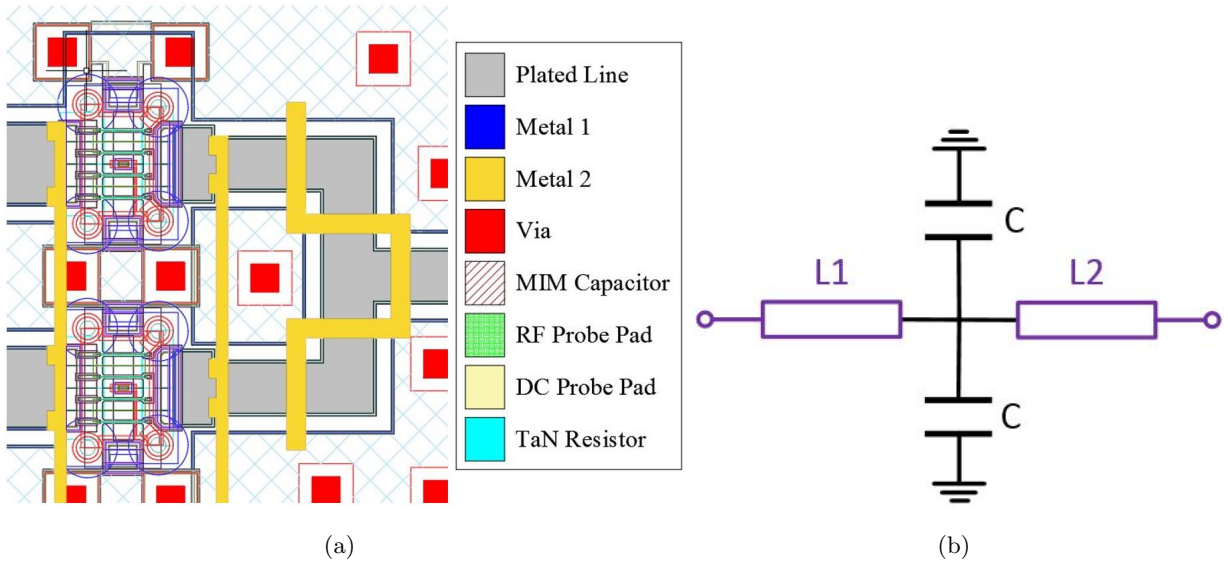 Plated Line
Metal 1
Metal 2
Via
MIM Capacitor
RF Probe Pad
DC Probe Pad
TaN Resistor
C
L1
L2
C
(a)
(b)